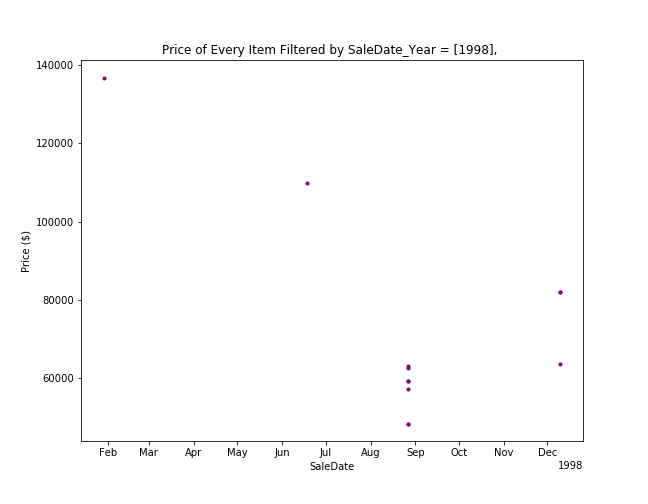 Price of Every Item Filtered by SaleDate_Year = [1998],
140000
120000
100000
80000
60000
Price ($)
Feb Mar Apr May Jun Jul Aug Sep Oct Nov Dec
SaleDate
1998